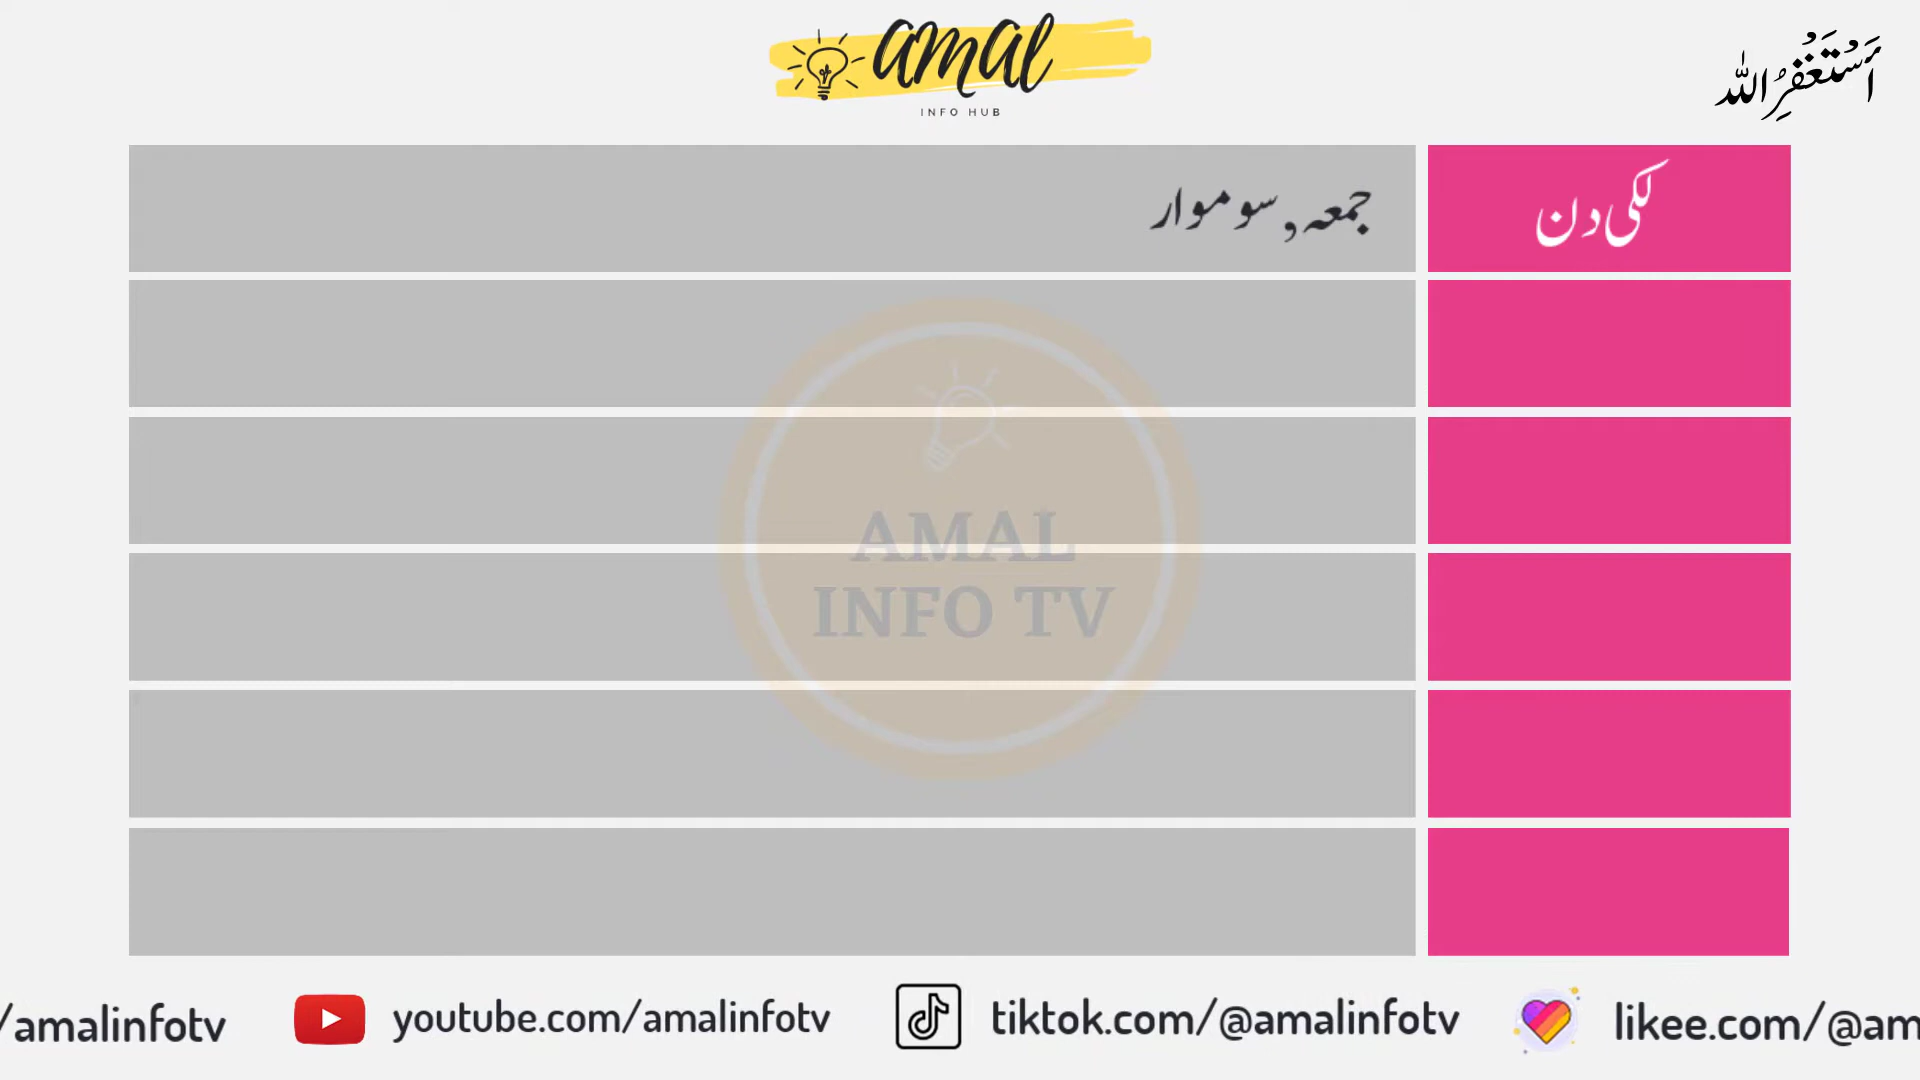 amal
INFO HUB
أَسْتَغْفِرُ اللہ
لکی دن
جمعہ, سوموار
AMAL
INFO TV
/amalinfotv
youtube.com/amalinfotv
tiktok.com/@amalinfotv
likee.com/@am